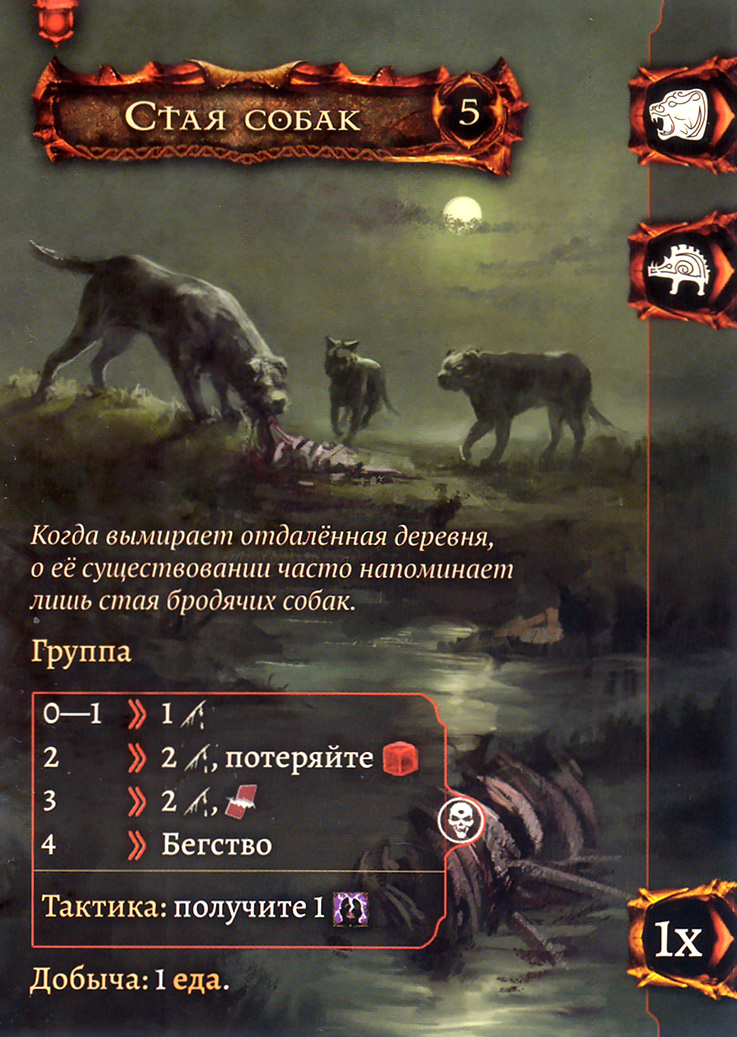 Стая собак
5
Когда вымирает отдалённая деревня,
о её существовании часто напоминает
лишь стая бродячих собак.
Группа
0—1 » 1
2 » 2 , потеряйте
3 » 2 ,
4 » Бегство
Тактика: получите 1
1x
Добыча: 1 еда.